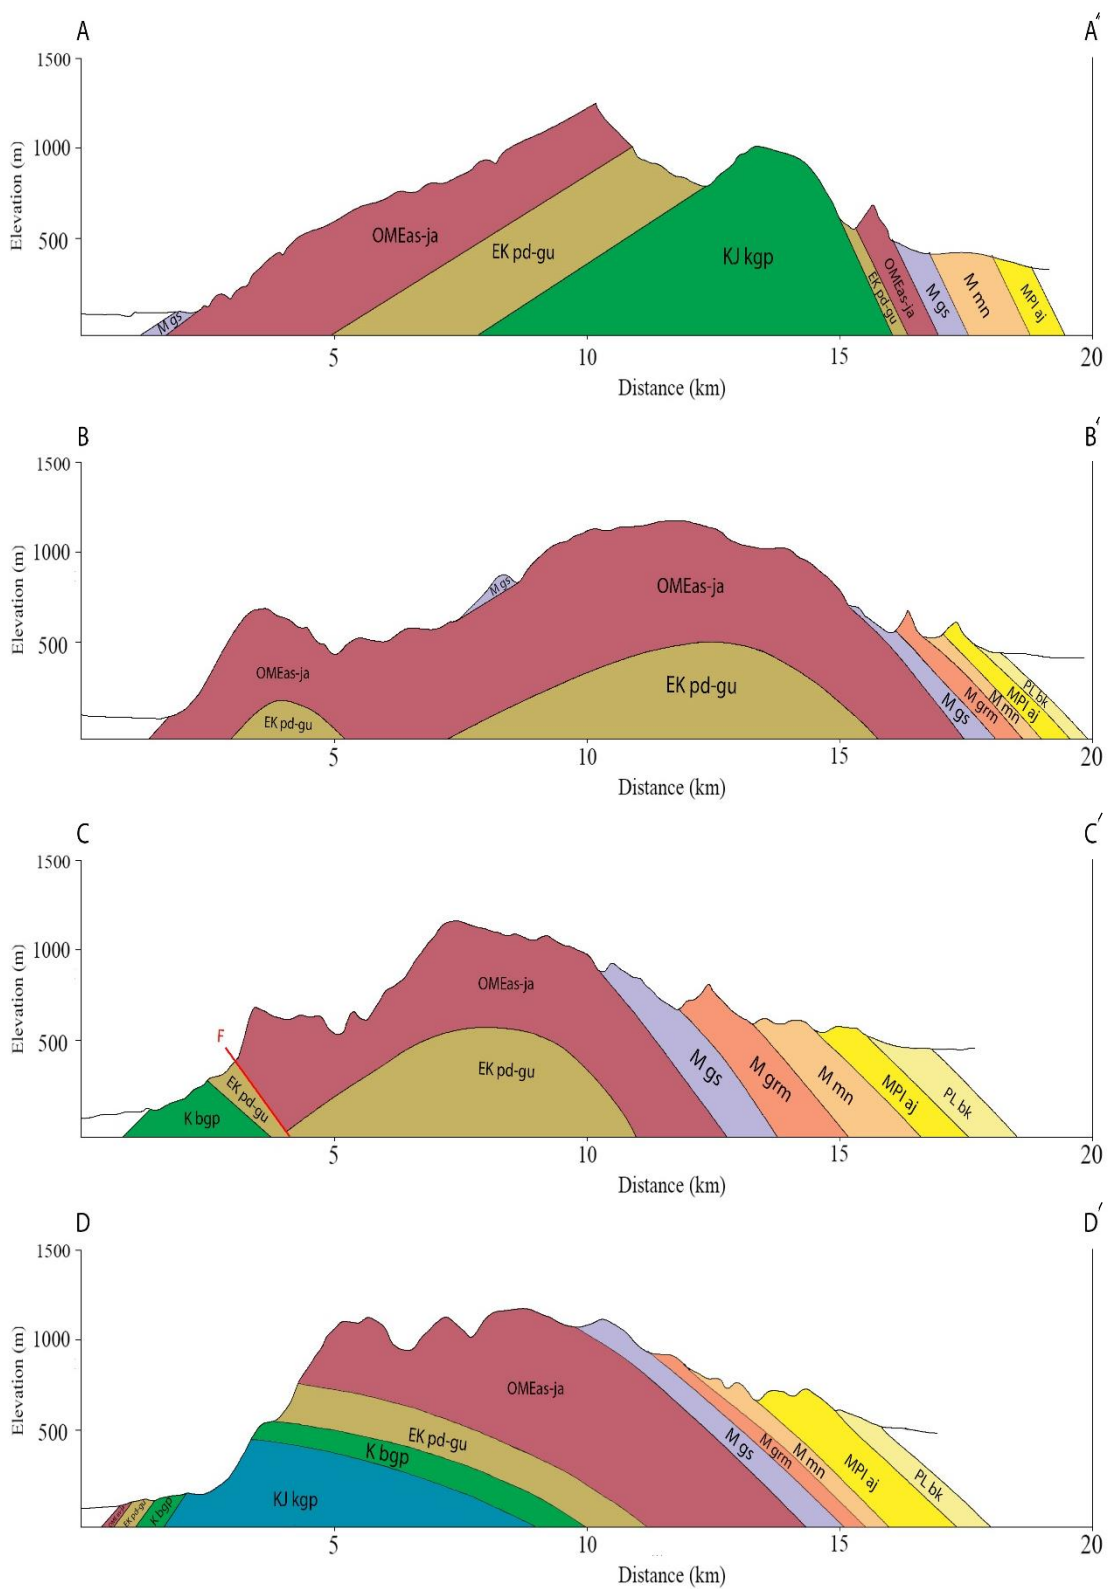 A A'
1500
1000
500
Elevation (m)
OMEas-ja
EK pd-gu
KJ kgp
M gs
EK pd-gu
OMEas-ja
M gs
M mn
MPl aj
5 10 15 20
Distance (km)
B B'
1500
1000
500
Elevation (m)
M gs
OMEas-ja
OMEas-ja
EK pd-gu
EK pd-gu
M gs
M grm
M mn
MPl aj
PL bk
5 10 15 20
Distance (km)
C C'
1500
1000
500
Elevation (m)
F
OMEas-ja
EK pd-gu
EK pd-gu
K bgp
M gs
M grm
M mn
MPl aj
PL bk
5 10 15 20
Distance (km)
D D'
1500
1000
500
Elevation (m)
OMEas-ja
EK pd-gu
K bgp
KJ kgp
EK pd-gu
K bgp
M gs
M grm
M mn
MPl aj
PL bk
5 10 15 20
Distance (km)